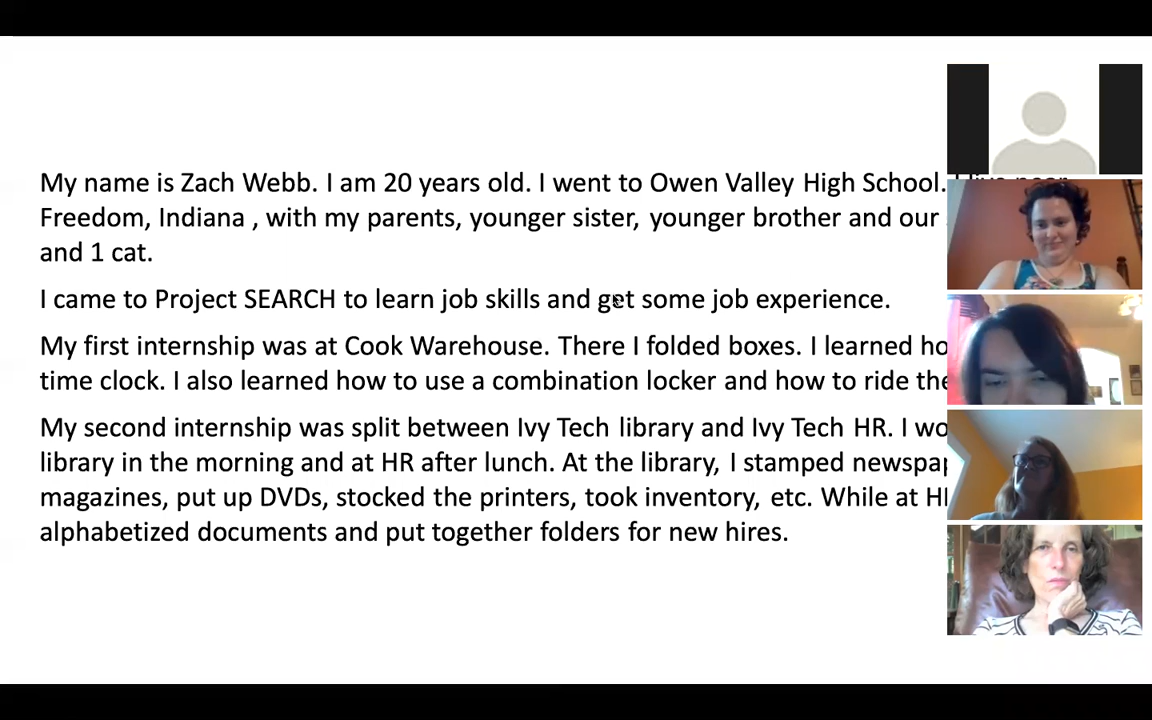 My name is Zach Webb. I am 20 years old. I went to Owen Valley High School. I live near
Freedom, Indiana , with my parents, younger sister, younger brother and our
and 1 cat.
I came to Project SEARCH to learn job skills and get some job experience.
My first internship was at Cook Warehouse. There I folded boxes. I learned
time clock. I also learned how to use a combination locker and how to ride the
My second internship was split between Ivy Tech library and Ivy Tech HR. I
library in the morning and at HR after lunch. At the library, I stamped
magazines, put up DVDs, stocked the printers, took inventory, etc. While at
alphabetized documents and put together folders for new hires.